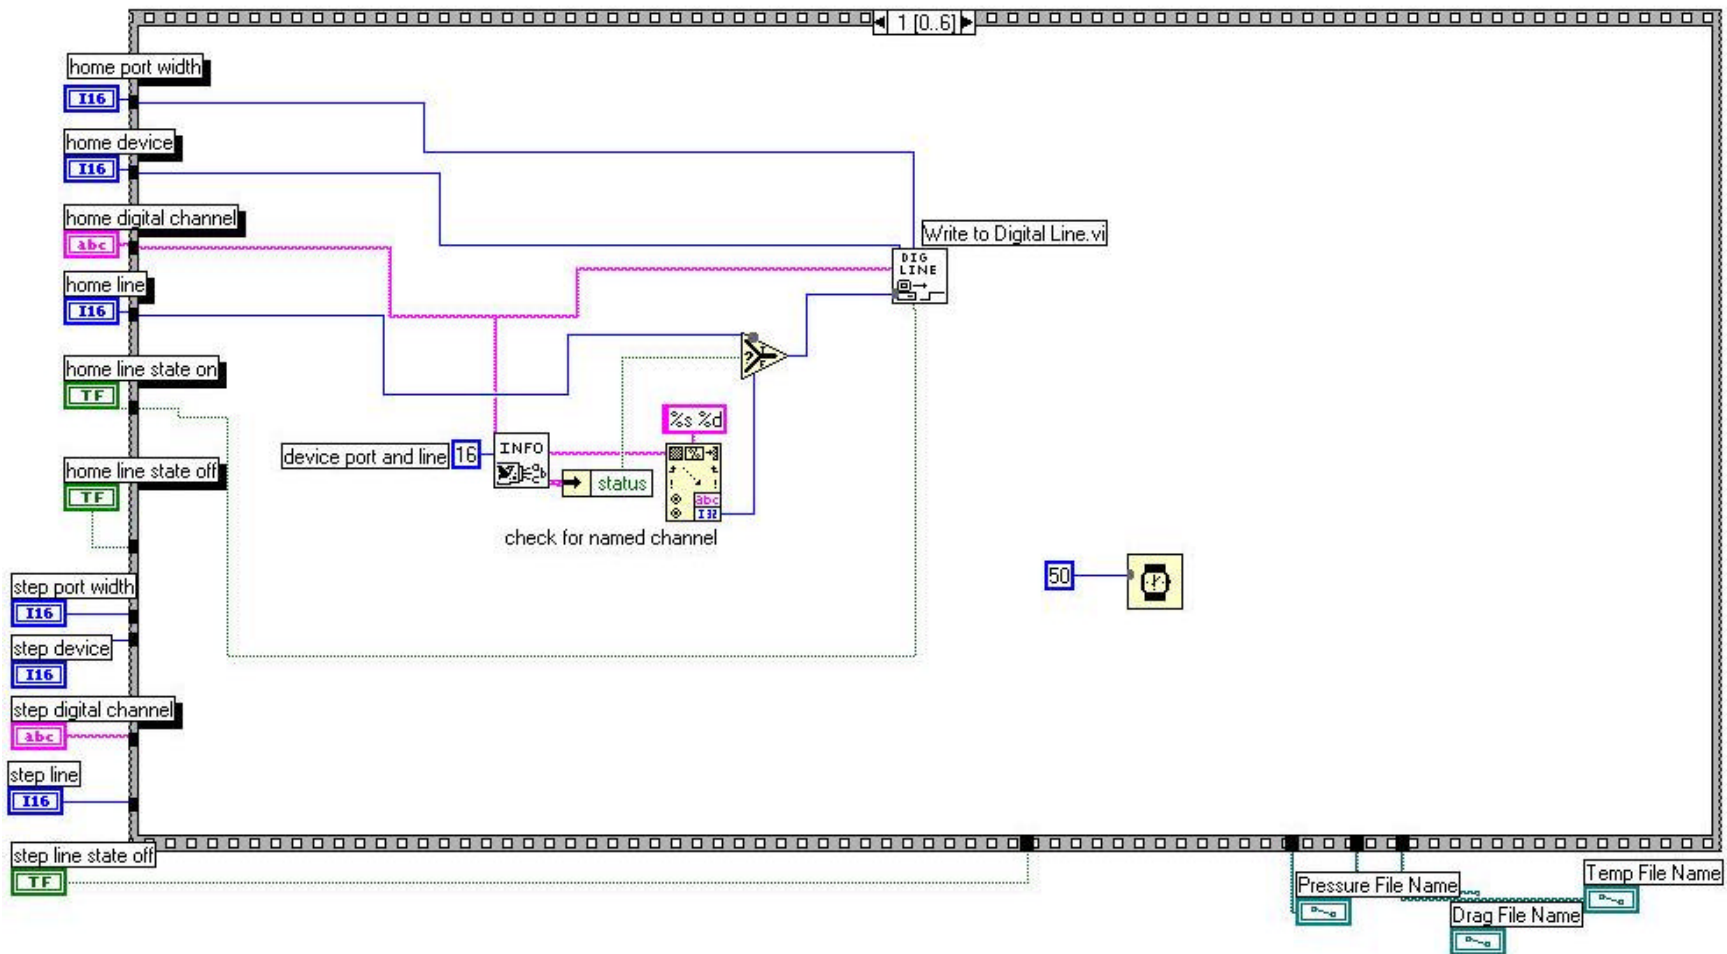 1 [0..6]
home port width
I16
home device
I16
home digital channel
abc
Write to Digital Line.vi
DIG
LINE
home line
I16
? T
F
home line state on
TF
%s %d
device port and line 16
INFO
%
status
home line state off
TF
abc
I32
check for named channel
50
step port width
I16
step device
I16
step digital channel
abc
step line
I16
step line state off
TF
Pressure File Name
Temp File Name
Drag File Name